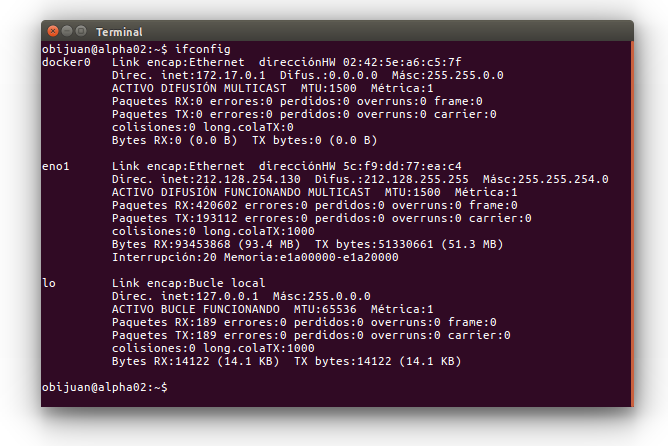 Terminal
obijuan@alpha02:~$ ifconfig
docker0   Link encap:Ethernet  direcciónHW 02:42:5e:a6:c5:7f
          Direc. inet:172.17.0.1  Difus.:0.0.0.0  Másc:255.255.0.0
          ACTIVO DIFUSIÓN MULTICAST  MTU:1500  Métrica:1
          Paquetes RX:0 errores:0 perdidos:0 overruns:0 frame:0
          Paquetes TX:0 errores:0 perdidos:0 overruns:0 carrier:0
          colisiones:0 long.colaTX:0
          Bytes RX:0 (0.0 B)  TX bytes:0 (0.0 B)
eno1      Link encap:Ethernet  direcciónHW 5c:f9:dd:77:ea:c4
          Direc. inet:212.128.254.130  Difus.:212.128.255.255  Másc:255.255.254.0
          ACTIVO DIFUSIÓN FUNCIONANDO MULTICAST  MTU:1500  Métrica:1
          Paquetes RX:420602 errores:0 perdidos:0 overruns:0 frame:0
          Paquetes TX:193112 errores:0 perdidos:0 overruns:0 carrier:0
          colisiones:0 long.colaTX:1000
          Bytes RX:93453868 (93.4 MB)  TX bytes:51330661 (51.3 MB)
          Interrupción:20 Memoria:e1a00000-e1a20000
lo        Link encap:Bucle local
          Direc. inet:127.0.0.1  Másc:255.0.0.0
          ACTIVO BUCLE FUNCIONANDO  MTU:65536  Métrica:1
          Paquetes RX:189 errores:0 perdidos:0 overruns:0 frame:0
          Paquetes TX:189 errores:0 perdidos:0 overruns:0 carrier:0
          colisiones:0 long.colaTX:1000
          Bytes RX:14122 (14.1 KB)  TX bytes:14122 (14.1 KB)
obijuan@alpha02:~$